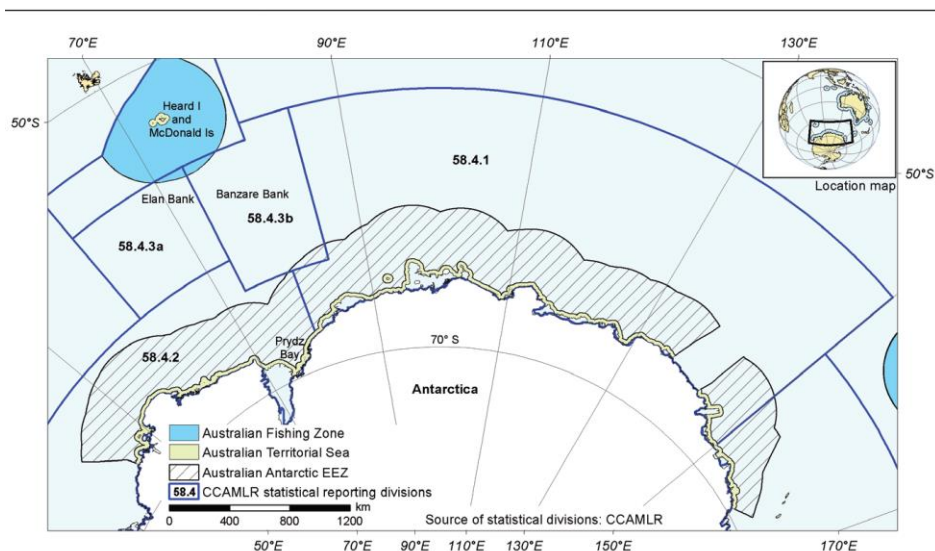 70°E
90°E
110°E
130°E
50°S
Heard I
and
McDonald Is
58.4.1
Location map
50°S
Elan Bank
Banzare Bank
58.4.3b
58.4.3a
Prydz
Bay
70° S
58.4.2
Antarctica
Australian Fishing Zone
Australian Territorial Sea
Australian Antarctic EEZ
58.4 CCAMLR statistical reporting divisions
km
0 400 800 1200
Source of statistical divisions: CCAMLR
50°E
70°E
90°E
110°E
130°E
150°E
170°E